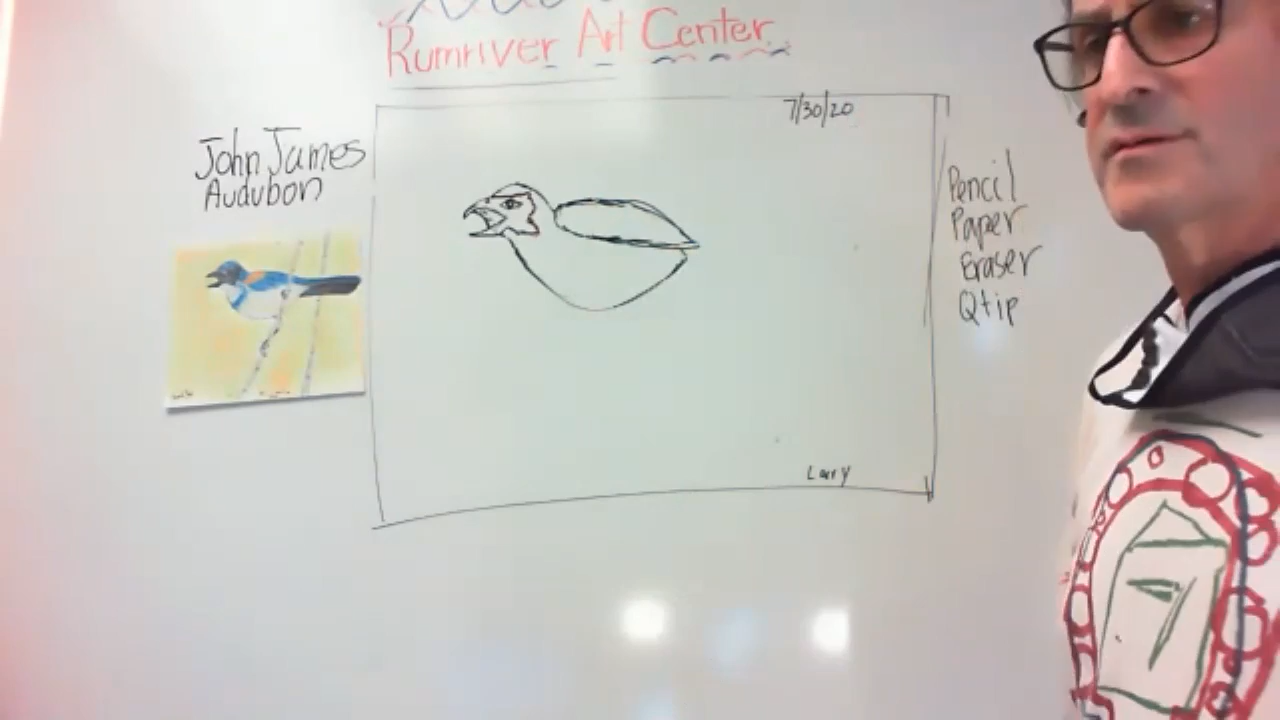 Rumriver Art Center
7/30/20
John James
Audubon
Pencil
Paper
Eraser
Qtip
Larry